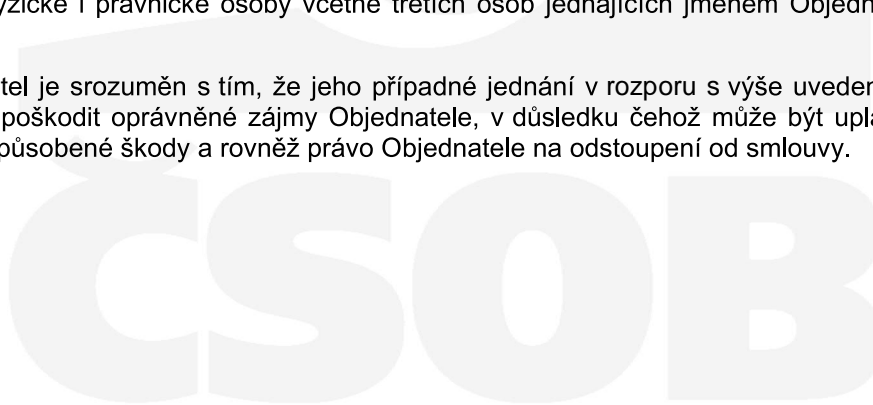 yzické i právnické osoby včetně třetích osob jednajících jménem Objedn
tel je srozuměn s tím, že jeho případné jednání v rozporu s výše uveden
poškodit oprávněné zájmy Objednatele, v důsledku čehož může být upla
působené škody a rovněž právo Objednatele na odstoupení od smlouvy.
ČSOB